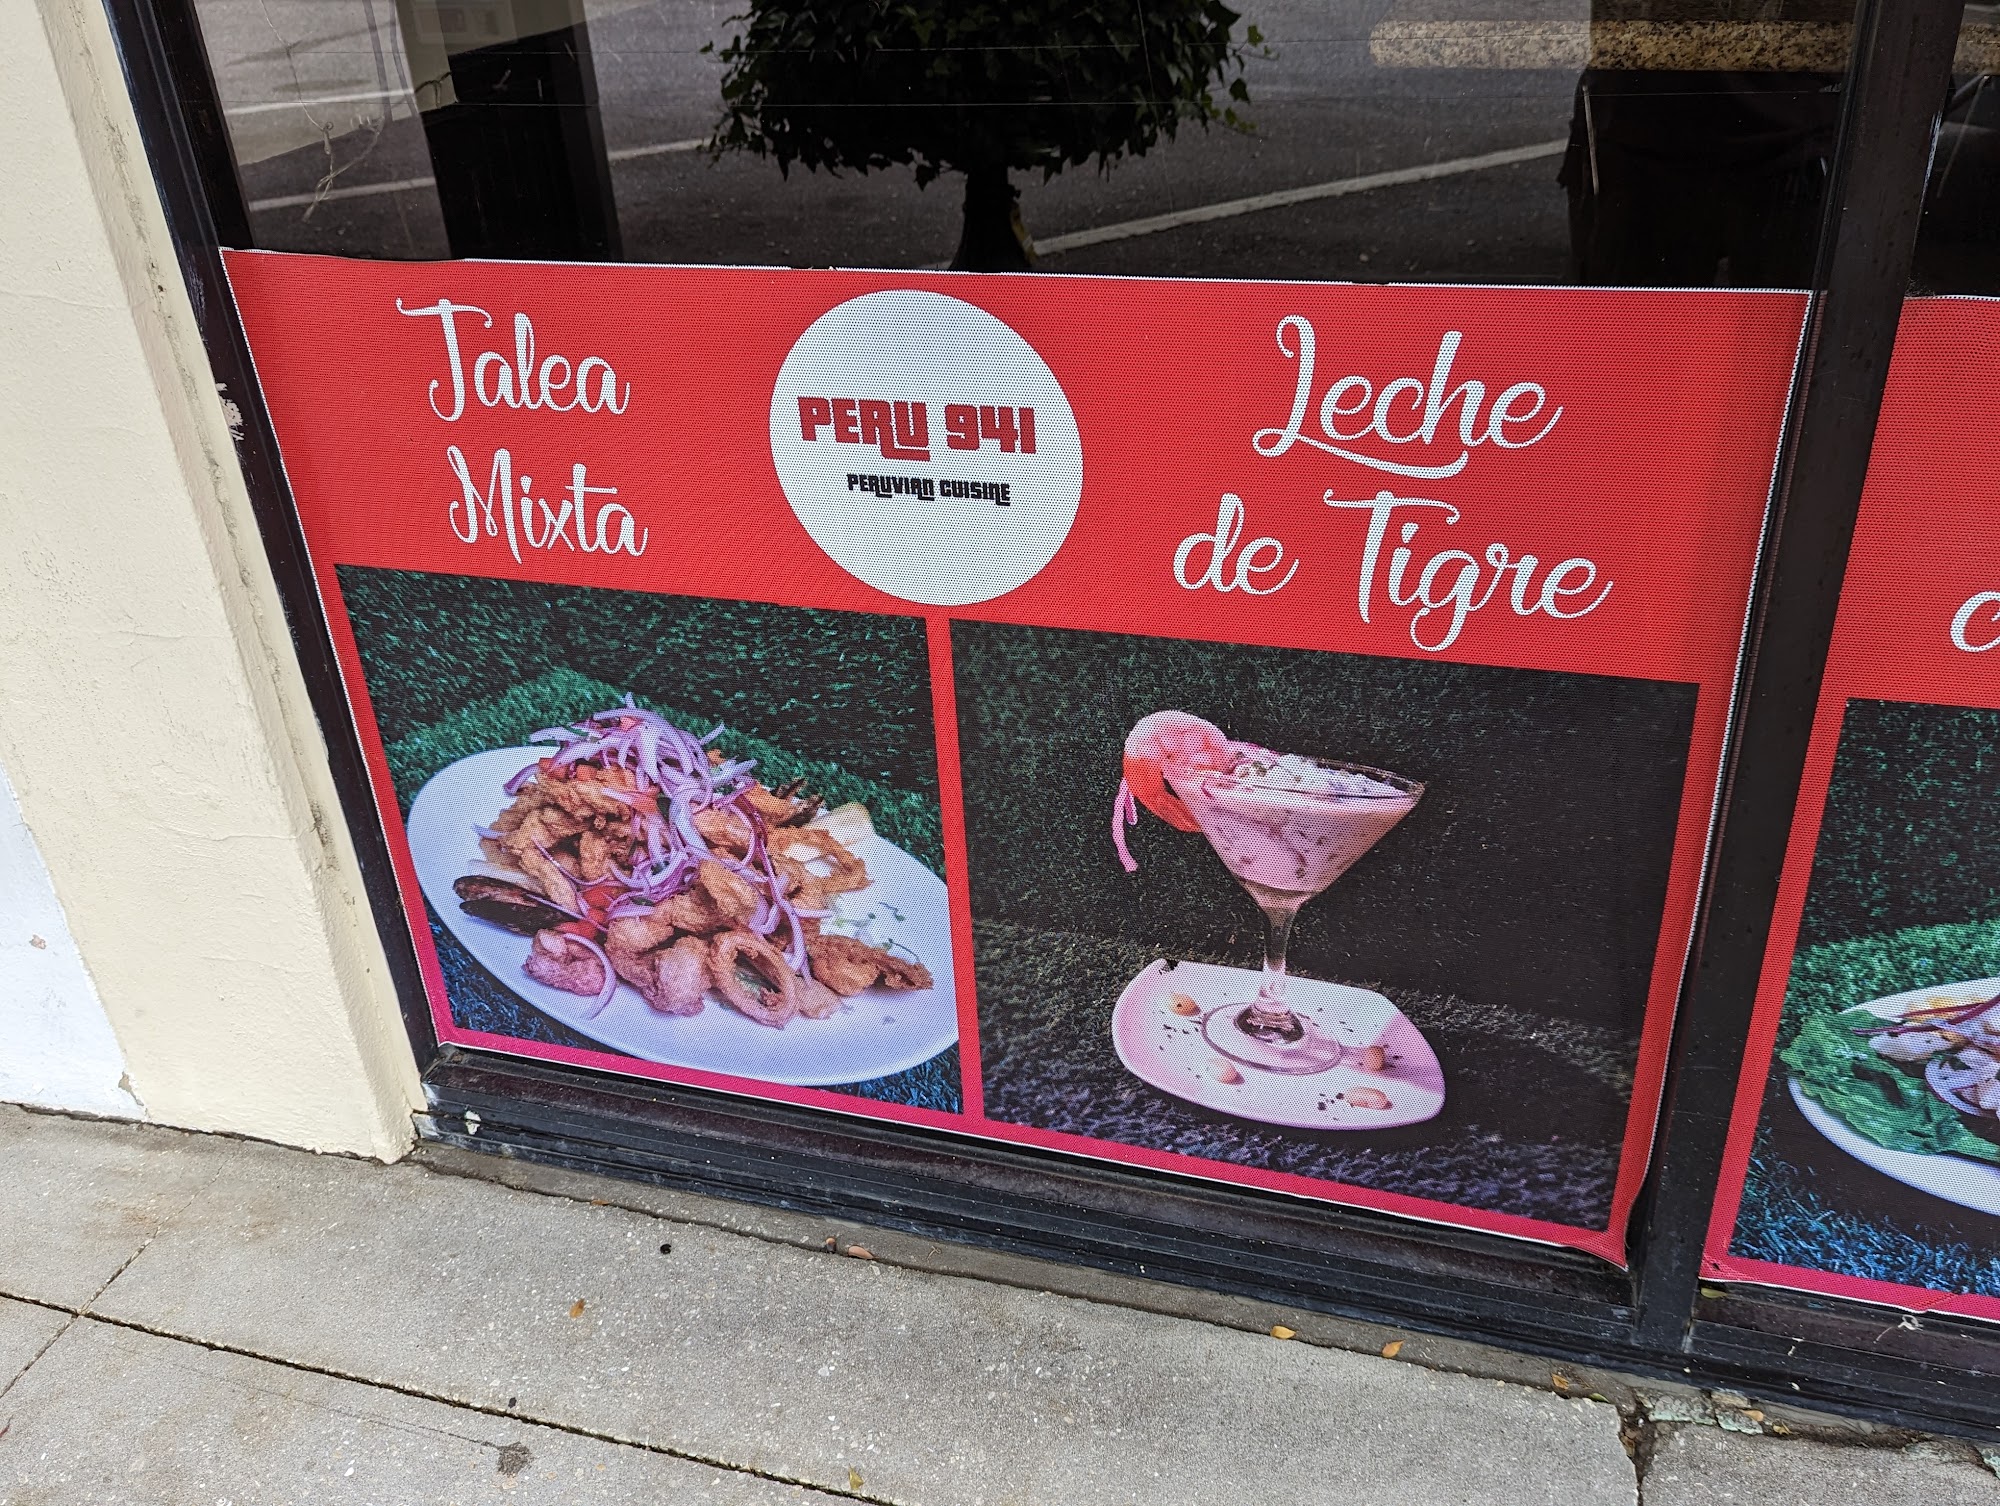 Jalea
Mixta
PERU 941
PERUVIAN CUISINE
Leche
de Tigre